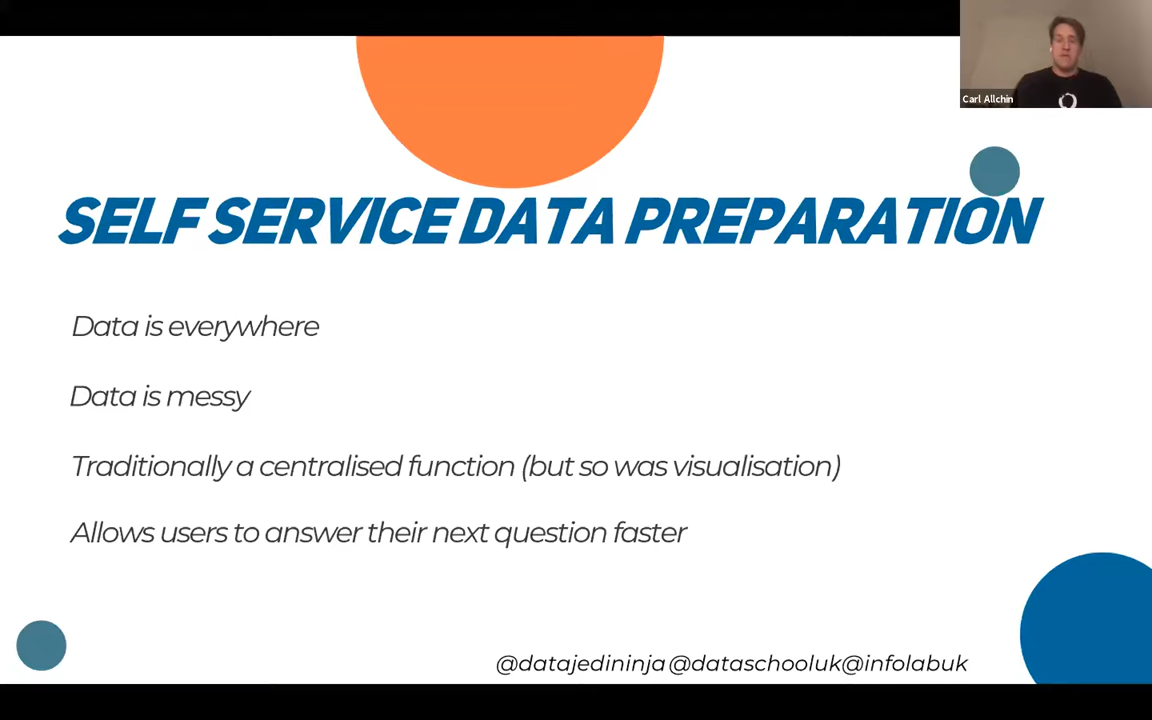 Carl Allchin
SELF SERVICE DATA PREPARATION
Data is everywhere
Data is messy
Traditionally a centralised function (but so was visualisation)
Allows users to answer their next question faster
@datajedininja @dataschooluk@infolabuk